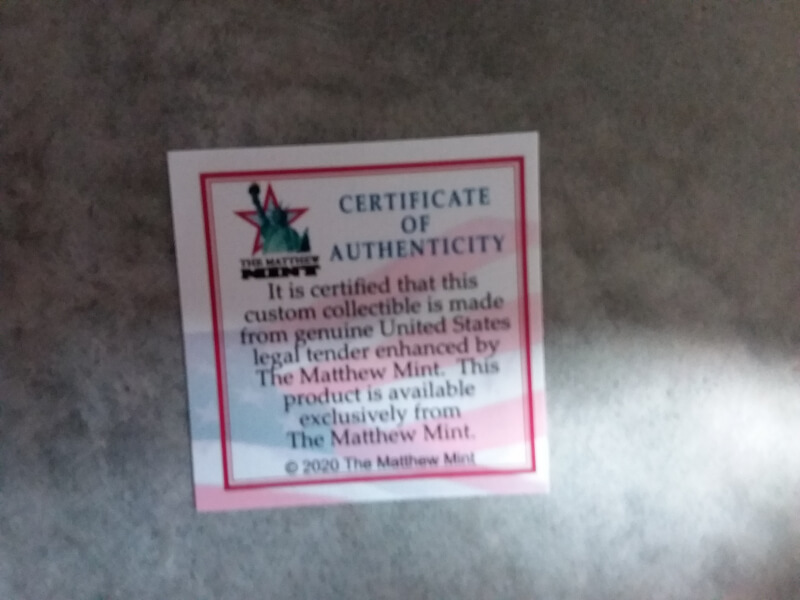 CERTIFICATE
OF
AUTHENTICITY
THE MATTHEW
MINT
It is certified that this
custom collectible is made
from genuine United States
legal tender enhanced by
The Matthew Mint. This
product is available
exclusively from
The Matthew Mint.
© 2020 The Matthew Mint